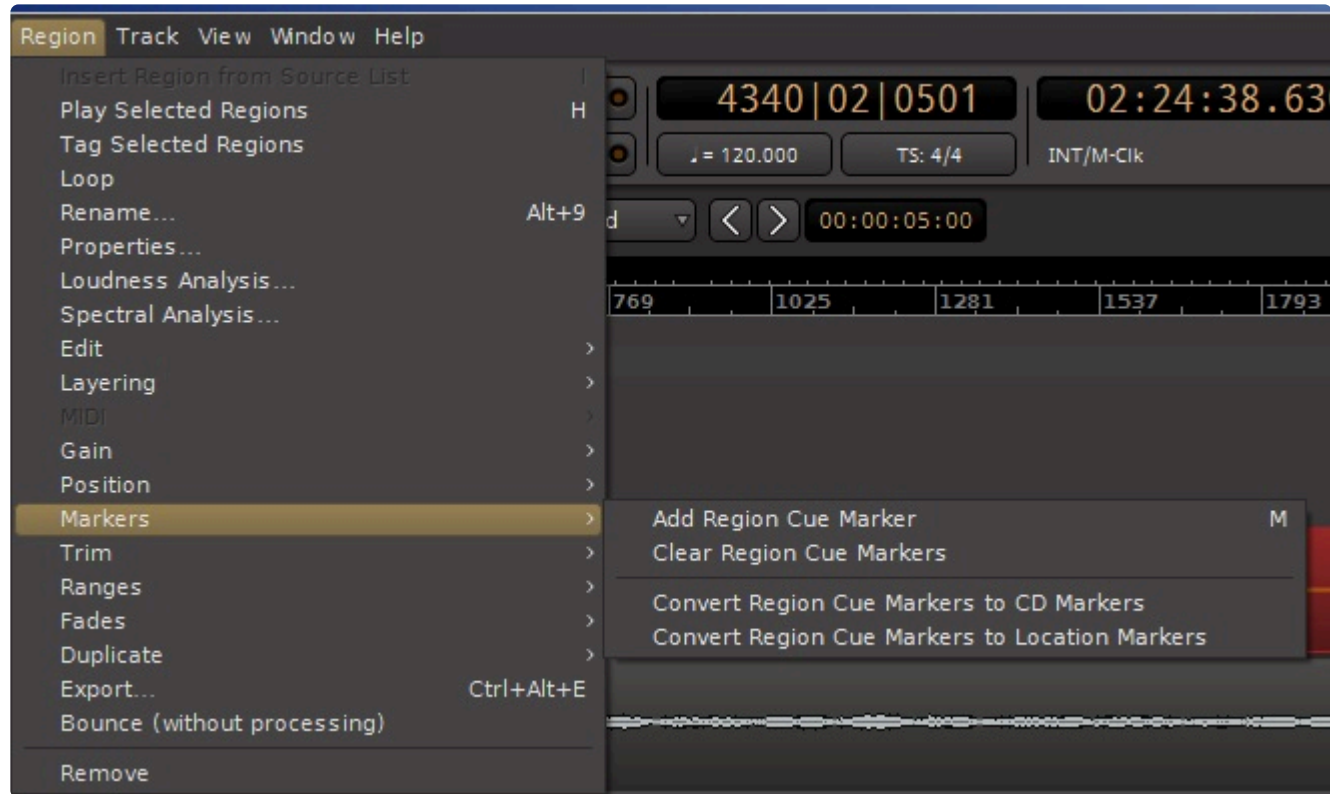 Region Track View Window Help
Insert Region from Source List I
Play Selected Regions H
Tag Selected Regions
Loop
Rename... Alt+9
Properties...
Loudness Analysis...
Spectral Analysis...
Edit
Layering
MIDI
Gain
Position
Markers
Trim
Ranges
Fades
Duplicate
Export... Ctrl+Alt+E
Bounce (without processing)
Remove
4340|02|0501 02:24:38.63
♩ = 120.000 TS: 4/4 INT/M-Clk
d 00:00:05:00
769 1025 1281 1537 1793
Add Region Cue Marker M
Clear Region Cue Markers
Convert Region Cue Markers to CD Markers
Convert Region Cue Markers to Location Markers